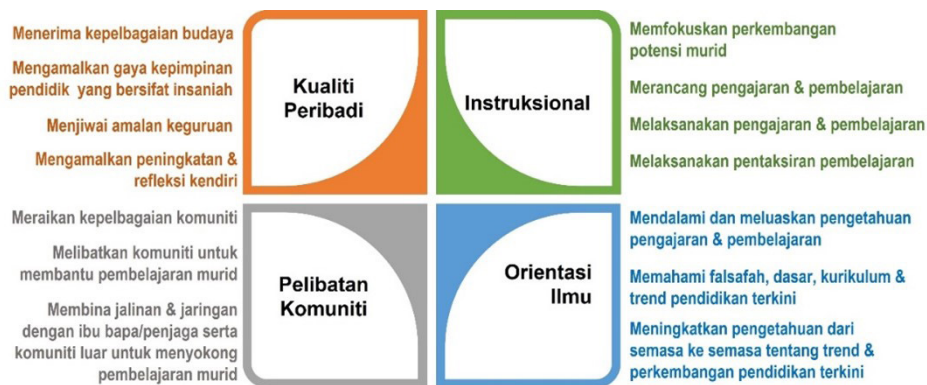 Menerima kepelbagaian budaya
Mengamalkan gaya kepimpinan
pendidik yang bersifat insaniah
Menjiwai amalan keguruan
Mengamalkan peningkatan &
refleksi kendiri
Kualiti
Peribadi
Instruksional
Memfokuskan perkembangan
potensi murid
Merancang pengajaran & pembelajaran
Melaksanakan pengajaran & pembelajaran
Melaksanakan pentaksiran pembelajaran
Meraikan kepelbagaian komuniti
Melibatkan komuniti untuk
membantu pembelajaran murid
Membina jalinan & jaringan
dengan ibu bapa/penjaga serta
komuniti luar untuk menyokong
pembelajaran murid
Pelibatan
Komuniti
Orientasi
Ilmu
Mendalami dan meluaskan pengetahuan
pengajaran & pembelajaran
Memahami falsafah, dasar, kurikulum &
trend pendidikan terkini
Meningkatkan pengetahuan dari
semasa ke semasa tentang trend &
perkembangan pendidikan terkini